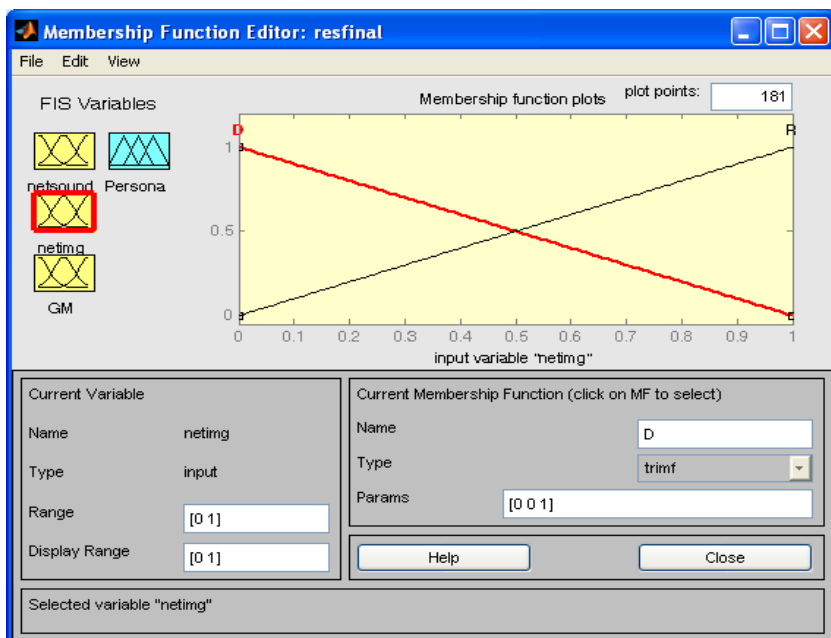 Membership Function Editor: resfinal
File Edit View
FIS Variables
Membership function plots
plot points:
181
netsound
Persona
netimg
GM
D
R
1
0.5
0
0 0.1 0.2 0.3 0.4 0.5 0.6 0.7 0.8 0.9 1
input variable "netimg"
Current Variable
Name netimg
Type input
Range [0 1]
Display Range [0 1]
Current Membership Function (click on MF to select)
Name D
Type trimf
Params [0 0 1]
Help Close
Selected variable "netimg"